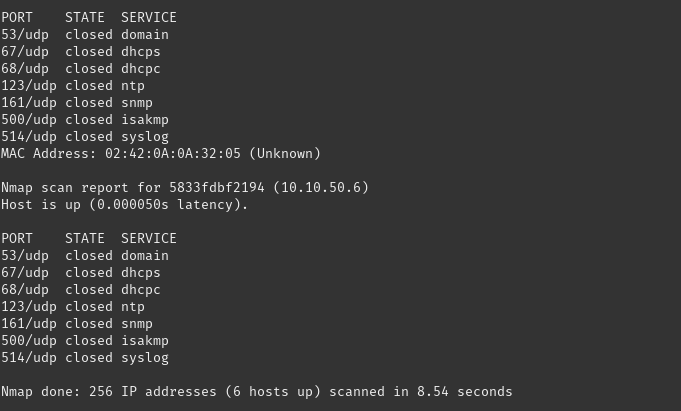 PORT    STATE  SERVICE
53/udp  closed domain
67/udp  closed dhcps
68/udp  closed dhcpc
123/udp closed ntp
161/udp closed snmp
500/udp closed isakmp
514/udp closed syslog
MAC Address: 02:42:0A:0A:32:05 (Unknown)

Nmap scan report for 5833fdbf2194 (10.10.50.6)
Host is up (0.000050s latency).

PORT    STATE  SERVICE
53/udp  closed domain
67/udp  closed dhcps
68/udp  closed dhcpc
123/udp closed ntp
161/udp closed snmp
500/udp closed isakmp
514/udp closed syslog

Nmap done: 256 IP addresses (6 hosts up) scanned in 8.54 seconds